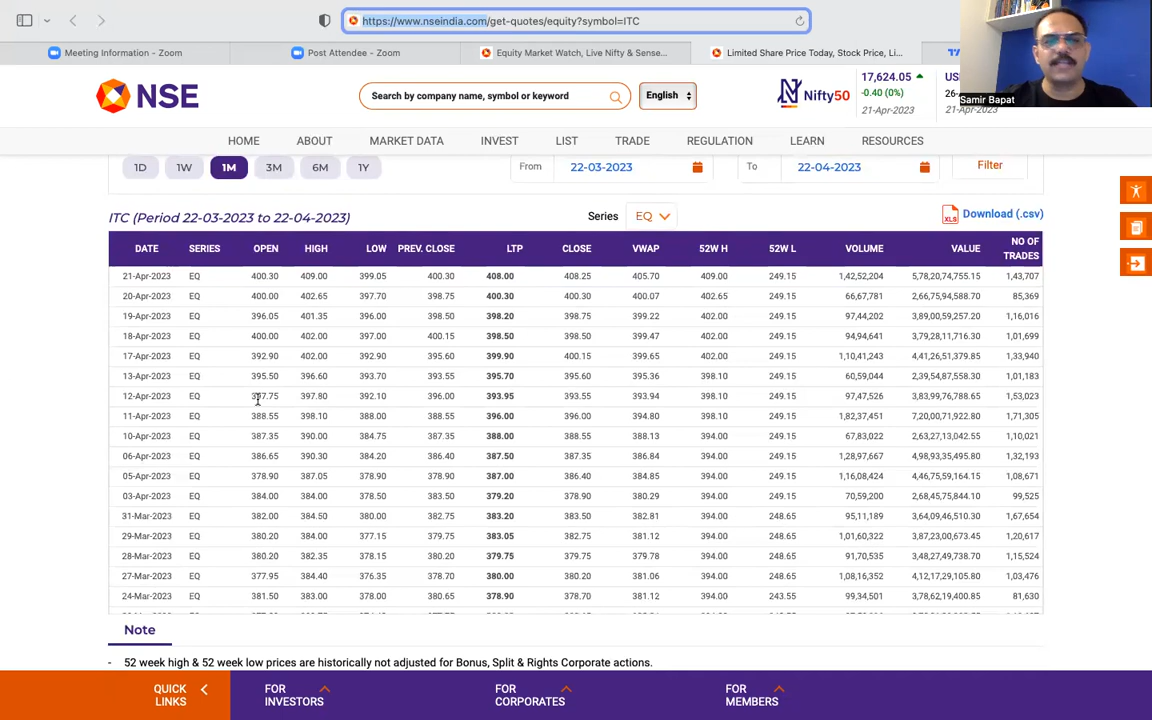 https://www.nseindia.com/get-quotes/equity?symbol=ITC
Meeting Information - Zoom
Post Attendee - Zoom
Equity Market Watch, Live Nifty & Sense...
Limited Share Price Today, Stock Price, Li...
Samir Bapat
NSE
Search by company name, symbol or keyword
English
Nifty50
17,624.05
-0.40 (0%)
21-Apr-2023
21-Apr-2023
HOME ABOUT MARKET DATA INVEST LIST TRADE REGULATION LEARN RESOURCES
1D 1W 1M 3M 6M 1Y
From 22-03-2023 To 22-04-2023 Filter
ITC (Period 22-03-2023 to 22-04-2023)
Series EQ
XLS Download (.csv)
DATE SERIES OPEN HIGH LOW PREV. CLOSE LTP CLOSE VWAP 52W H 52W L VOLUME VALUE NO OF TRADES
21-Apr-2023 EQ 400.30 409.00 399.05 400.30 408.00 408.25 405.70 409.00 249.15 1,42,52,204 5,78,20,74,755.15 1,43,707
20-Apr-2023 EQ 400.00 402.65 397.70 398.75 400.30 400.30 400.07 402.65 249.15 66,67,781 2,66,75,94,588.70 85,369
19-Apr-2023 EQ 396.05 401.35 396.00 398.50 398.20 398.75 399.22 402.00 249.15 97,44,202 3,89,00,59,257.20 1,16,016
18-Apr-2023 EQ 400.00 402.00 397.00 400.15 398.50 398.50 399.47 402.00 249.15 94,94,641 3,79,28,11,716.30 1,01,699
17-Apr-2023 EQ 392.90 402.00 392.90 395.60 399.90 400.15 399.65 402.00 249.15 1,10,41,243 4,41,26,51,379.85 1,33,940
13-Apr-2023 EQ 395.50 396.60 393.70 393.55 395.70 395.60 395.36 398.10 249.15 60,59,044 2,39,54,87,558.30 1,01,183
12-Apr-2023 EQ 397.75 397.80 392.10 396.00 393.95 393.55 393.94 398.10 249.15 97,47,526 3,83,99,76,788.65 1,53,023
11-Apr-2023 EQ 388.55 398.10 388.00 388.55 396.00 396.00 394.80 398.10 249.15 1,82,37,451 7,20,00,71,922.80 1,71,305
10-Apr-2023 EQ 387.35 390.00 384.75 387.35 388.00 388.55 388.13 394.00 249.15 67,83,022 2,63,27,13,042.55 1,10,021
06-Apr-2023 EQ 386.65 390.30 384.20 386.40 387.50 387.35 386.84 394.00 249.15 1,28,97,667 4,98,93,35,495.80 1,32,193
05-Apr-2023 EQ 378.90 387.05 378.90 378.90 387.00 386.40 384.85 394.00 249.15 1,16,08,424 4,46,75,59,164.15 1,08,671
03-Apr-2023 EQ 384.00 384.00 378.50 383.50 379.20 378.90 380.29 394.00 249.15 70,59,200 2,68,45,75,844.10 99,525
31-Mar-2023 EQ 382.00 384.50 380.00 382.75 383.20 383.50 382.81 394.00 248.65 95,11,189 3,64,09,46,510.30 1,67,654
29-Mar-2023 EQ 380.20 384.00 377.15 379.75 383.05 382.75 381.12 394.00 248.65 1,01,60,322 3,87,23,00,673.45 1,20,617
28-Mar-2023 EQ 380.20 382.35 378.15 380.20 379.75 379.75 379.78 394.00 248.65 91,70,535 3,48,27,49,738.70 1,15,524
27-Mar-2023 EQ 377.95 384.40 376.35 378.70 380.00 380.20 381.06 394.00 248.65 1,08,16,352 4,12,17,29,105.80 1,03,476
24-Mar-2023 EQ 381.50 383.00 378.00 380.65 378.90 378.70 381.12 394.00 243.55 99,34,501 3,78,62,19,400.85 81,630
Note
- 52 week high & 52 week low prices are historically not adjusted for Bonus, Split & Rights Corporate actions.
QUICK LINKS
FOR INVESTORS
FOR CORPORATES
FOR MEMBERS